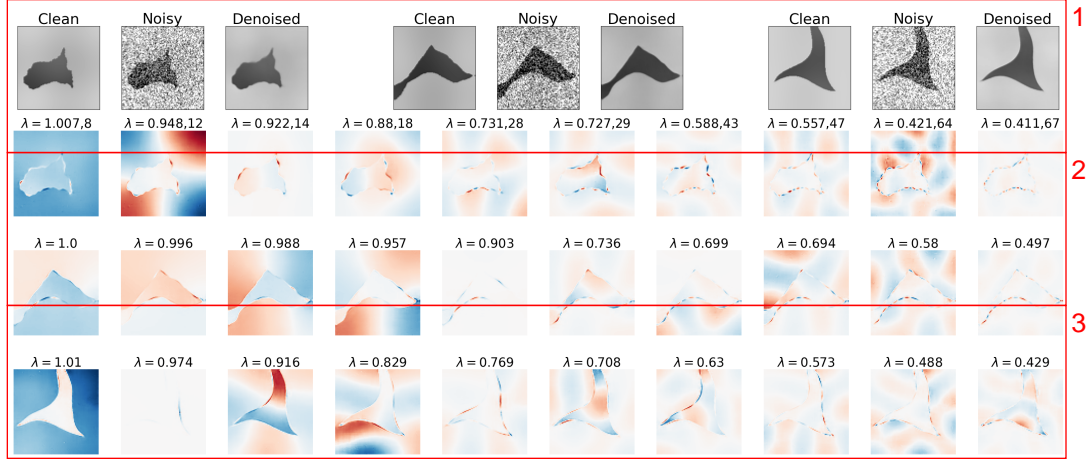 Clean Noisy Denoised Clean Noisy Denoised Clean Noisy Denoised 1
λ = 1.007,8 λ = 0.948,12 λ = 0.922,14 λ = 0.88,18 λ = 0.731,28 λ = 0.727,29 λ = 0.588,43 λ = 0.557,47 λ = 0.421,64 λ = 0.411,67
2
λ = 1.0 λ = 0.996 λ = 0.988 λ = 0.957 λ = 0.903 λ = 0.736 λ = 0.699 λ = 0.694 λ = 0.58 λ = 0.497
3
λ = 1.01 λ = 0.974 λ = 0.916 λ = 0.829 λ = 0.769 λ = 0.708 λ = 0.63 λ = 0.573 λ = 0.488 λ = 0.429